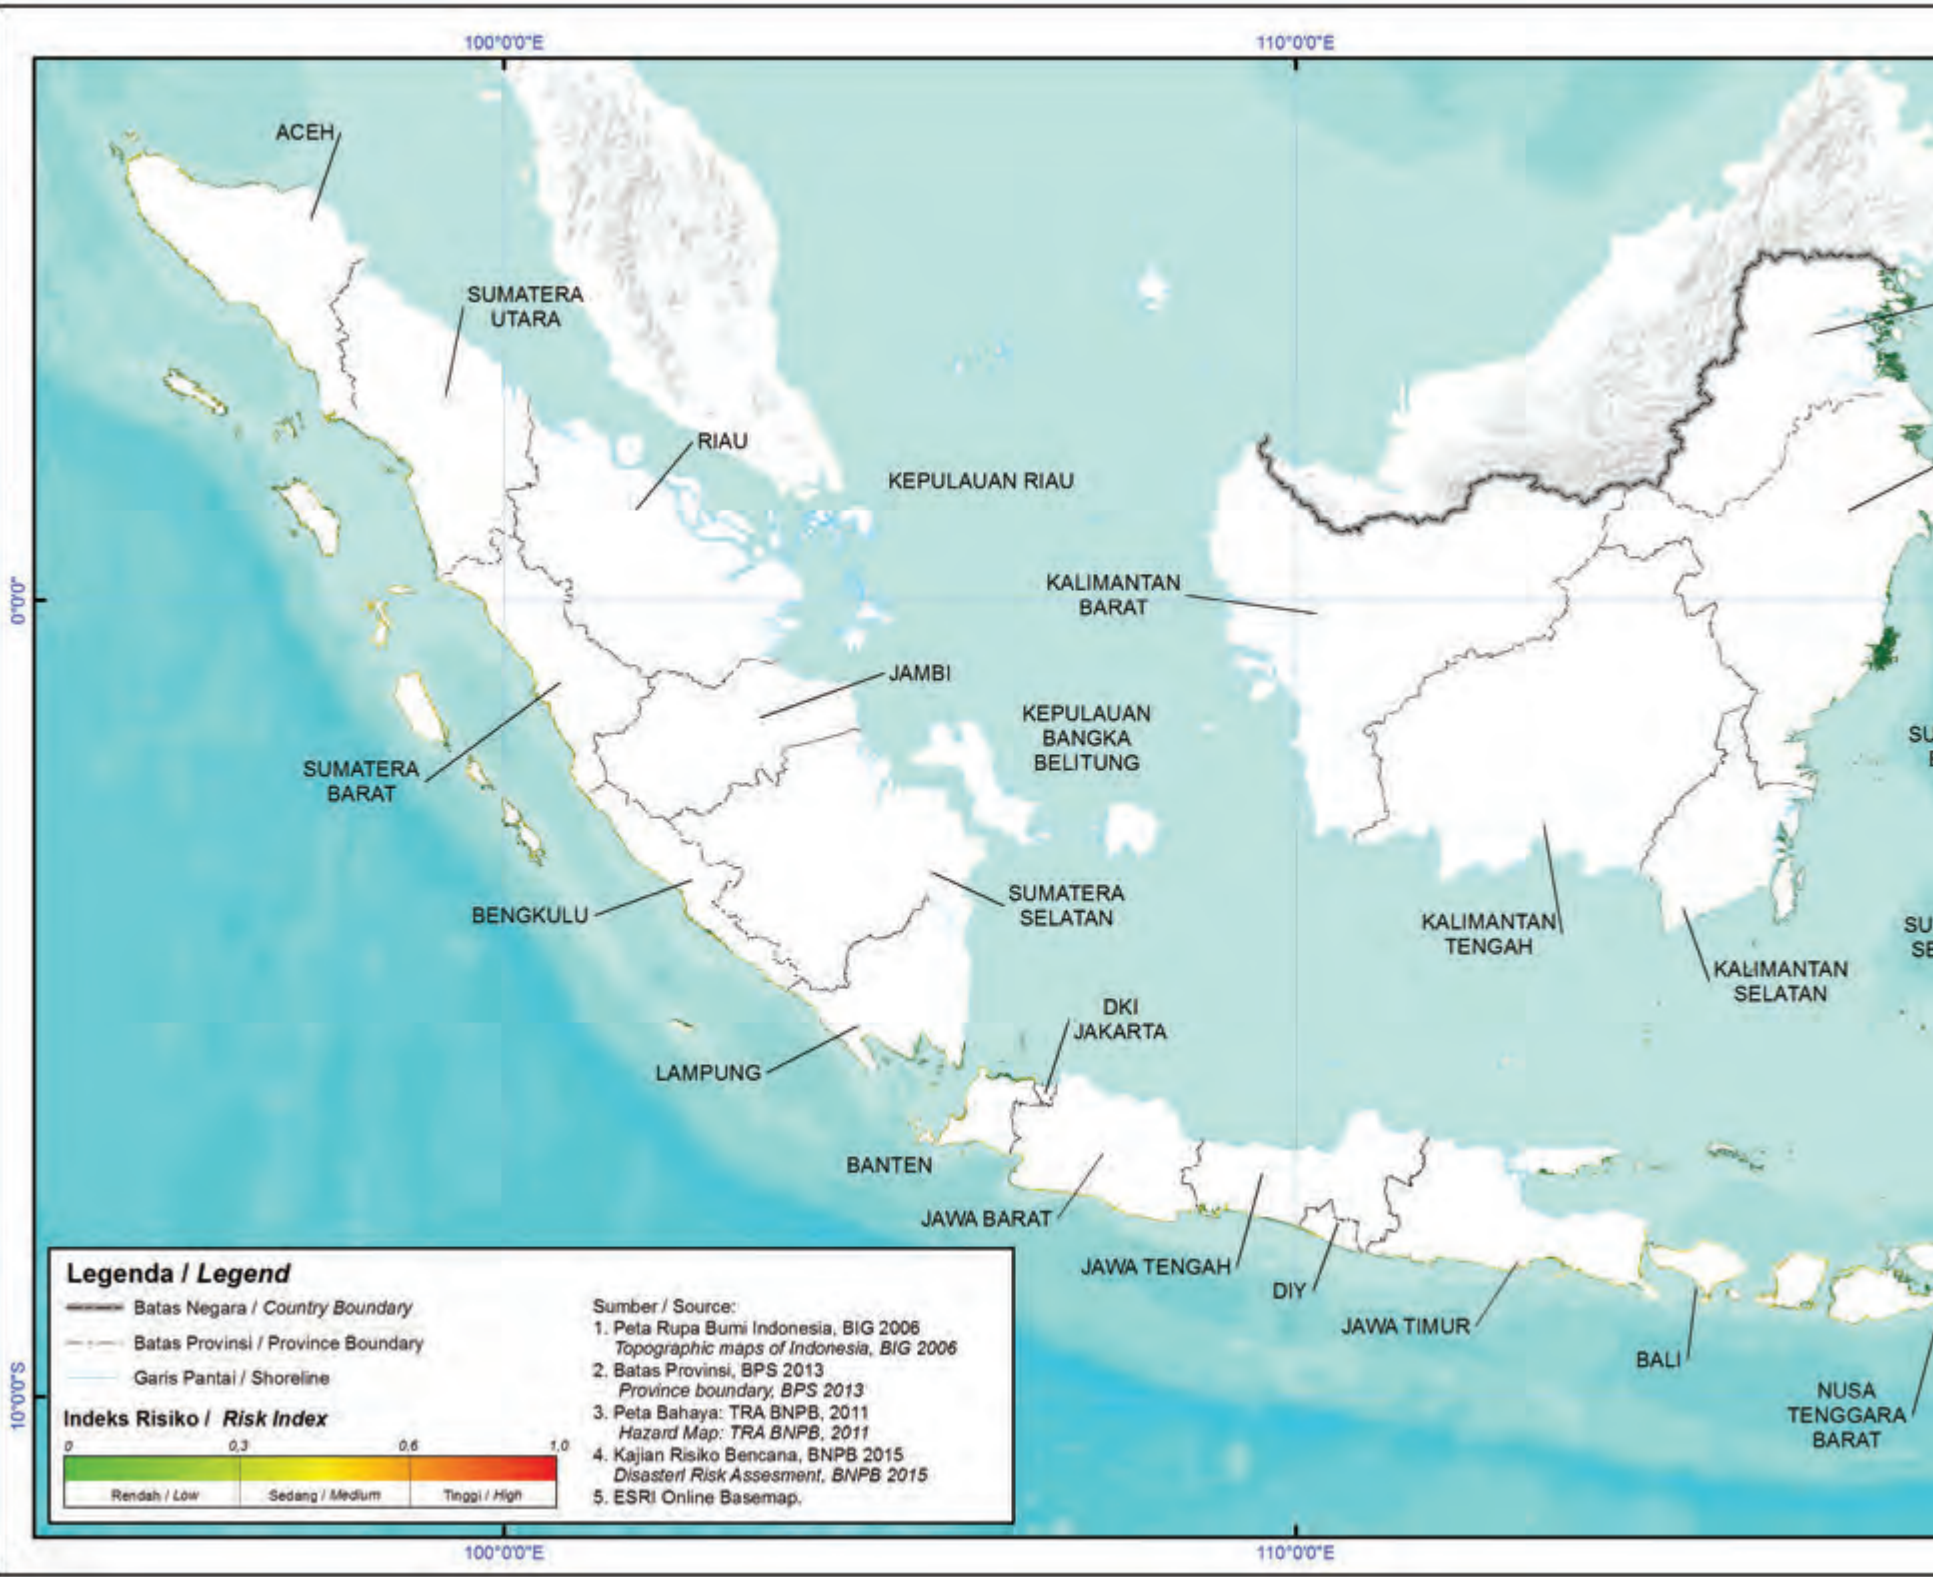 100°0'0"E
110°0'0"E
ACEH
SUMATERA
UTARA
RIAU
KEPULAUAN RIAU
KALIMANTAN
BARAT
0°0'0"
JAMBI
KEPULAUAN
BANGKA
BELITUNG
SUMATERA
BARAT
SU
SUMATERA
SELATAN
BENGKULU
KALIMANTAN
TENGAH
SU
SE
KALIMANTAN
SELATAN
DKI
JAKARTA
LAMPUNG
BANTEN
JAWA BARAT
JAWA TENGAH
DIY
JAWA TIMUR
BALI
NUSA
TENGGARA
BARAT
10°0'0"S
Legenda / Legend
Batas Negara / Country Boundary
Batas Provinsi / Province Boundary
Garis Pantai / Shoreline
Indeks Risiko / Risk Index
0 0,3 0,6 1,0
Rendah / Low Sedang / Medium Tinggi / High
Sumber / Source:
1. Peta Rupa Bumi Indonesia, BIG 2006
Topographic maps of Indonesia, BIG 2006
2. Batas Provinsi, BPS 2013
Province boundary, BPS 2013
3. Peta Bahaya: TRA BNPB, 2011
Hazard Map: TRA BNPB, 2011
4. Kajian Risiko Bencana, BNPB 2015
Disasterl Risk Assesment, BNPB 2015
5. ESRI Online Basemap.
100°0'0"E
110°0'0"E